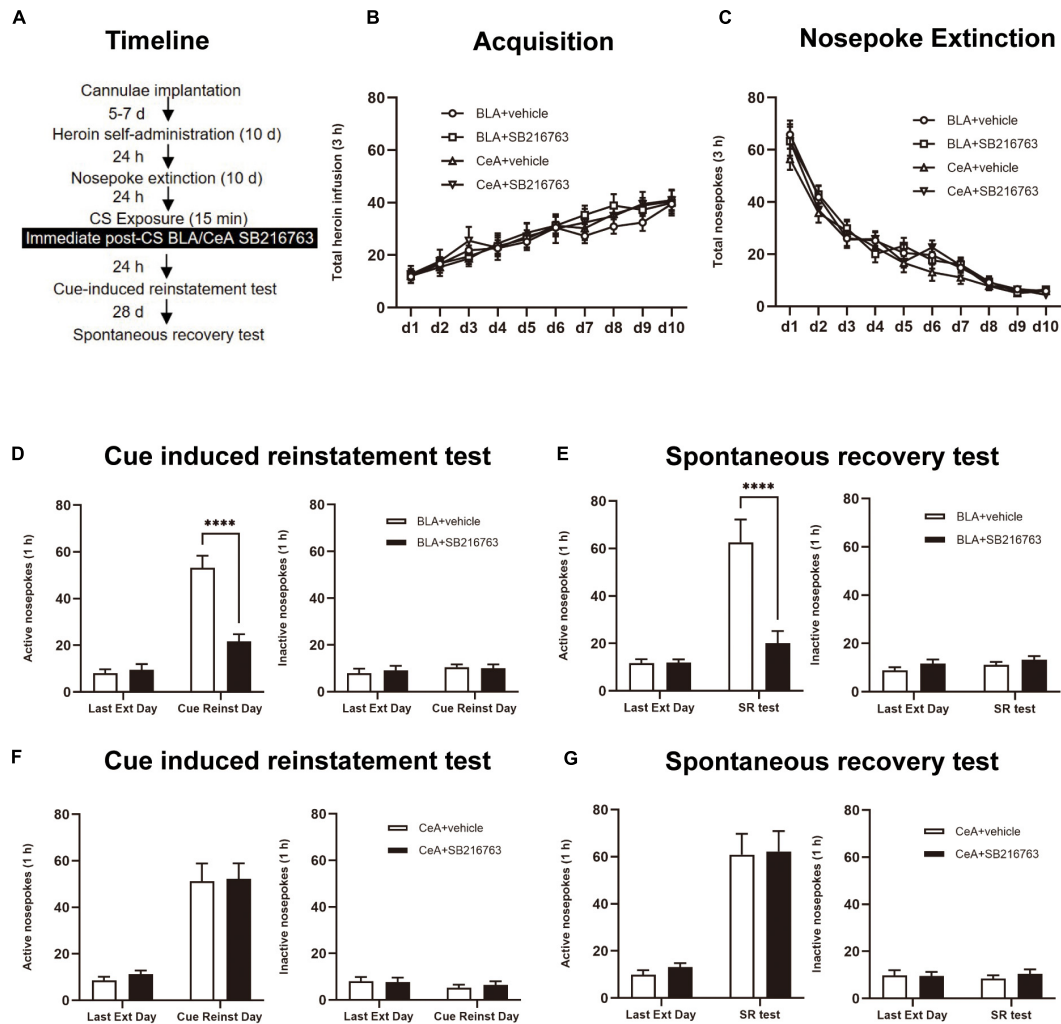 A
Timeline
Cannulae implantation
5-7 d
Heroin self-administration (10 d)
24 h
Nosepoke extinction (10 d)
24 h
CS Exposure (15 min)
Immediate post-CS BLA/CeA SB216763
24 h
Cue-induced reinstatement test
28 d
Spontaneous recovery test
B
Acquisition
Total heroin infusion (3 h)
80
60
40
20
0
BLA+vehicle
BLA+SB216763
CeA+vehicle
CeA+SB216763
d1 d2 d3 d4 d5 d6 d7 d8 d9 d10
C
Nosepoke Extinction
Total nosepokes (3 h)
80
60
40
20
0
BLA+vehicle
BLA+SB216763
CeA+vehicle
CeA+SB216763
d1 d2 d3 d4 d5 d6 d7 d8 d9 d10
D
Cue induced reinstatement test
Active nosepokes (1 h)
80
60
40
20
0
****
Last Ext Day Cue Reinst Day
Inactive nosepokes (1 h)
80
60
40
20
0
BLA+vehicle
BLA+SB216763
Last Ext Day Cue Reinst Day
E
Spontaneous recovery test
Active nosepokes (1 h)
80
60
40
20
0
****
Last Ext Day SR test
Inactive nosepokes (1 h)
80
60
40
20
0
BLA+vehicle
BLA+SB216763
Last Ext Day SR test
F
Cue induced reinstatement test
Active nosepokes (1 h)
80
60
40
20
0
Last Ext Day Cue Reinst Day
Inactive nosepokes (1 h)
80
60
40
20
0
CeA+vehicle
CeA+SB216763
Last Ext Day Cue Reinst Day
G
Spontaneous recovery test
Active nosepokes (1 h)
80
60
40
20
0
Last Ext Day SR test
Inactive nosepokes (1 h)
80
60
40
20
0
CeA+vehicle
CeA+SB216763
Last Ext Day SR test